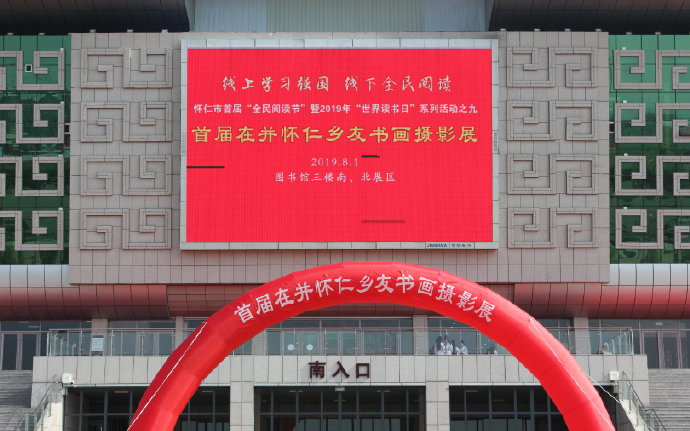 线上学习强国 线下全民阅读
怀仁市首届“全民阅读节”暨2019年“世界读书日”系列活动之九
首届在并怀仁乡友书画摄影展
2019.8.1
图书馆三楼南、北展区
首届在并怀仁乡友书画摄影展
南入口